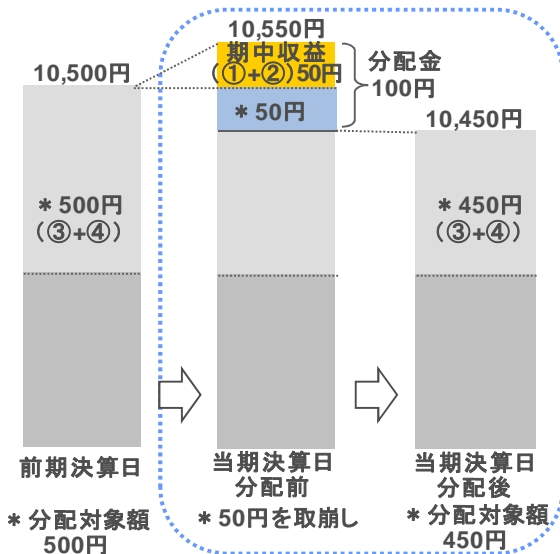 10,500円
＊500円
（③+④）
前期決算日
＊分配対象額
500円
10,550円
期中収益
（①+②）50円
＊50円
分配金
100円
当期決算日
分配前
＊50円を取崩し
10,450円
＊450円
（③+④）
当期決算日
分配後
＊分配対象額
450円